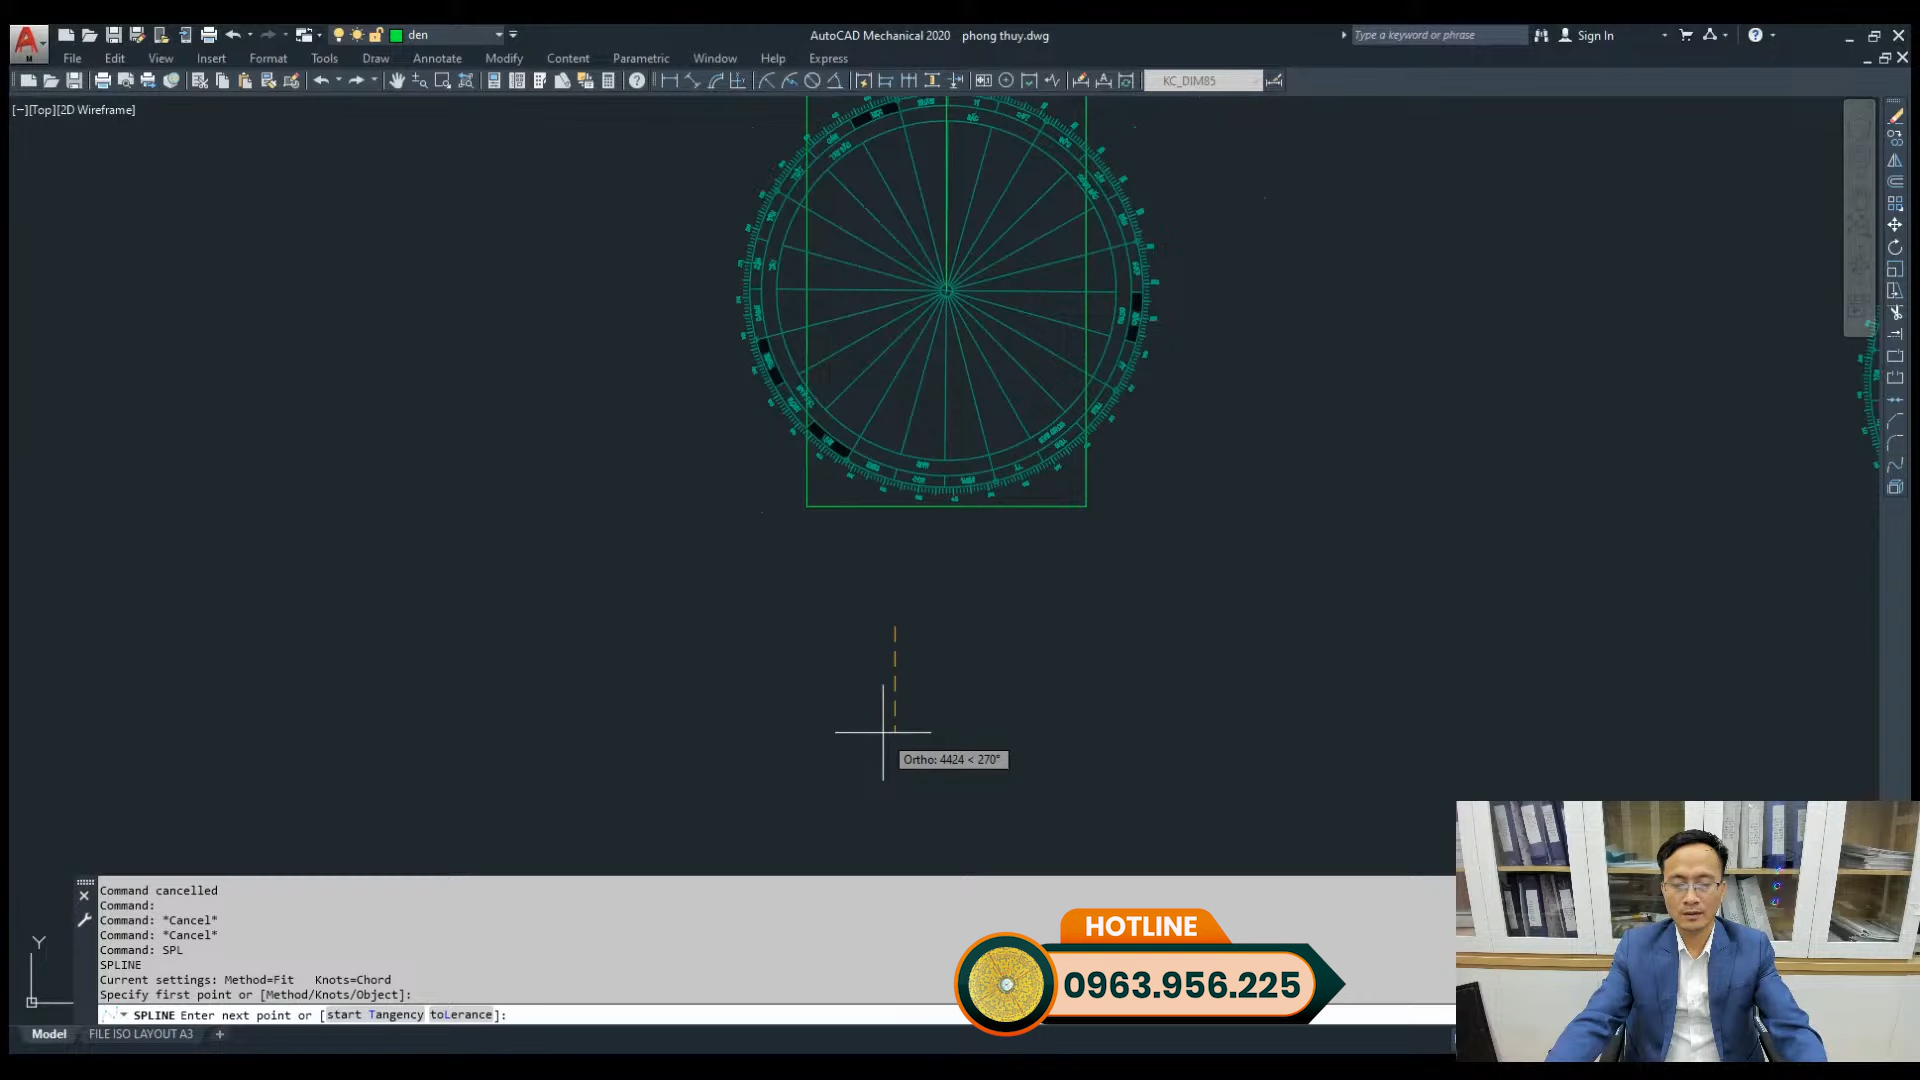 den
AutoCAD Mechanical 2020 phong thuy.dwg
Type a keyword or phrase
Sign In
File Edit View Insert Format Tools Draw Annotate Modify Content Parametric Window Help Express
KC_DIM85
[−][Top][2D Wireframe]
Ortho: 4424 < 270°
Command cancelled
Command:
Command: *Cancel*
Command: *Cancel*
Command: SPL
SPLINE
Current settings: Method=Fit Knots=Chord
Specify first point or [Method/Knots/Object]:
SPLINE Enter next point or [start Tangency toLerance]:
Y
Model FILE ISO LAYOUT A3 +
HOTLINE
0963.956.225